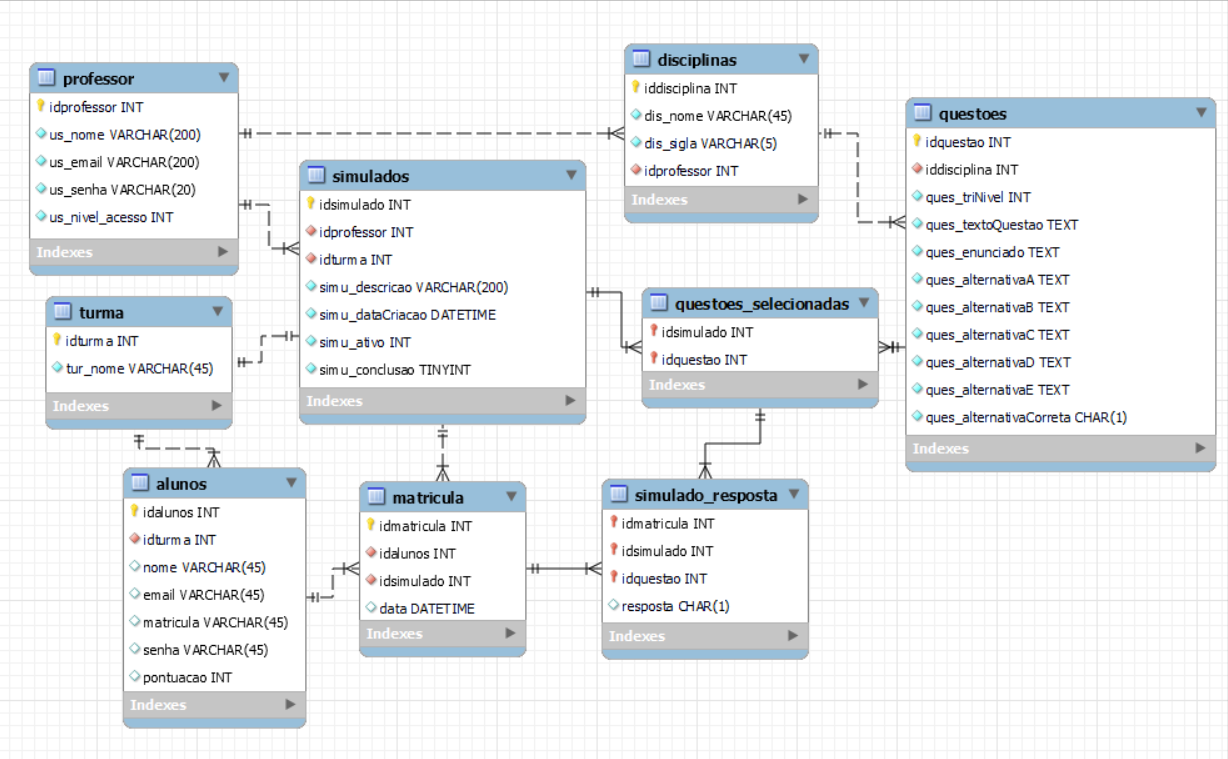 professor
idprofessor INT
us_nome VARCHAR(200)
us_email VARCHAR(200)
us_senha VARCHAR(20)
us_nivel_acesso INT
Indexes
disciplinas
iddisciplina INT
dis_nome VARCHAR(45)
dis_sigla VARCHAR(5)
idprofessor INT
Indexes
questoes
idquestao INT
iddisciplina INT
ques_triNivel INT
ques_textoQuestao TEXT
ques_enunciado TEXT
ques_alternativaA TEXT
ques_alternativaB TEXT
ques_alternativaC TEXT
ques_alternativaD TEXT
ques_alternativaE TEXT
ques_alternativaCorreta CHAR(1)
Indexes
simulados
idsimulado INT
idprofessor INT
idturma INT
simu_descricao VARCHAR(200)
simu_dataCriacao DATETIME
simu_ativo INT
simu_conclusao TINYINT
Indexes
turma
idturma INT
tur_nome VARCHAR(45)
Indexes
questoes_selecionadas
idsimulado INT
idquestao INT
Indexes
alunos
idalunos INT
idturma INT
nome VARCHAR(45)
email VARCHAR(45)
matricula VARCHAR(45)
senha VARCHAR(45)
pontuacao INT
Indexes
matricula
idmatricula INT
idalunos INT
idsimulado INT
data DATETIME
Indexes
simulado_resposta
idmatricula INT
idsimulado INT
idquestao INT
resposta CHAR(1)
Indexes